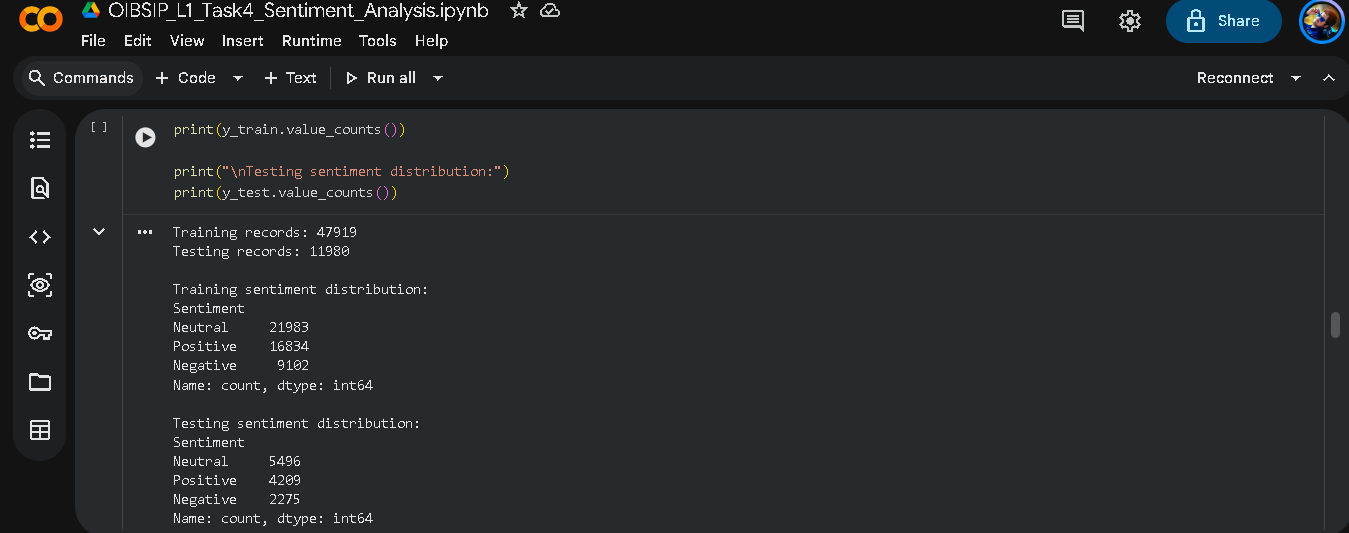 OIBSIP_L1_Task4_Sentiment_Analysis.ipynb
Share
File Edit View Insert Runtime Tools Help
Commands + Code + Text Run all Reconnect
[ ] print(y_train.value_counts())
print("\nTesting sentiment distribution:")
print(y_test.value_counts())
Training records: 47919
Testing records: 11980
Training sentiment distribution:
Sentiment
Neutral 21983
Positive 16834
Negative 9102
Name: count, dtype: int64
Testing sentiment distribution:
Sentiment
Neutral 5496
Positive 4209
Negative 2275
Name: count, dtype: int64